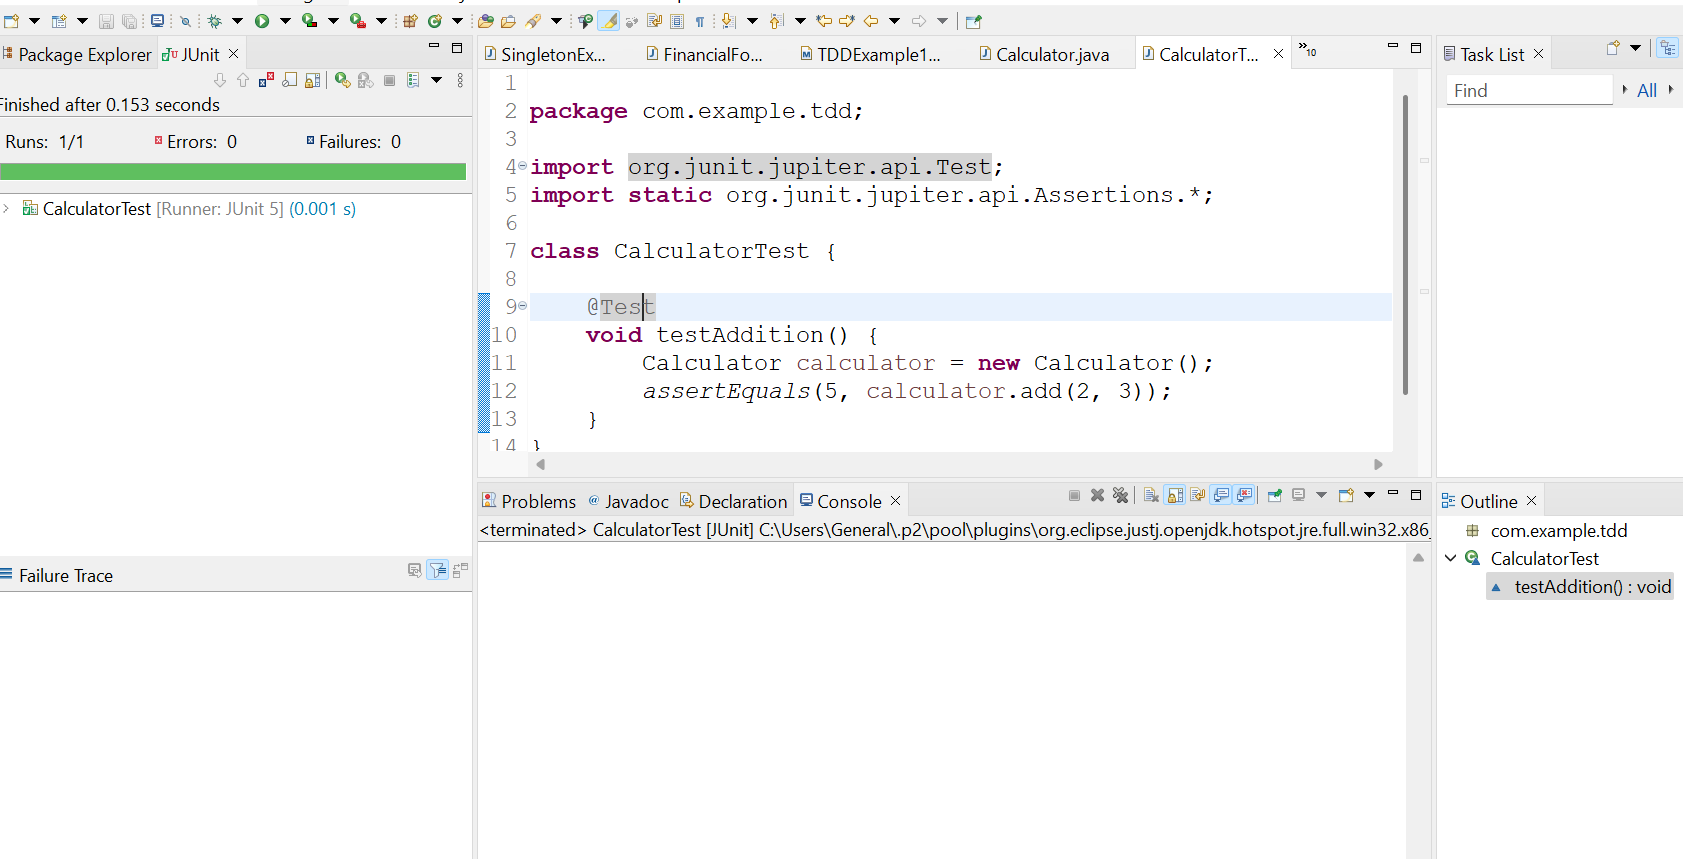 Package Explorer
JUnit
Finished after 0.153 seconds
Runs: 1/1
Errors: 0
Failures: 0
CalculatorTest [Runner: JUnit 5] (0.001 s)
Failure Trace
SingletonEx...
FinancialFo...
TDDExample1...
Calculator.java
CalculatorT...
»10
1
2 package com.example.tdd;
3
4 import org.junit.jupiter.api.Test;
5 import static org.junit.jupiter.api.Assertions.*;
6
7 class CalculatorTest {
8
9 @Test
10 void testAddition() {
11 Calculator calculator = new Calculator();
12 assertEquals(5, calculator.add(2, 3));
13 }
14 }
Problems
Javadoc
Declaration
Console
<terminated> CalculatorTest [JUnit] C:\Users\General\.p2\pool\plugins\org.eclipse.justj.openjdk.hotspot.jre.full.win32.x86_
Task List
Find
All
Outline
com.example.tdd
CalculatorTest
testAddition() : void